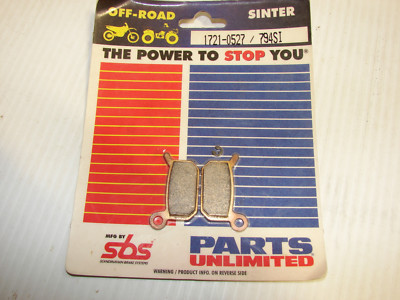 OFF-ROAD
SINTER
1721-0527 / 794SI
THE POWER TO STOP YOU®
MFG BY
sbs
SCANDINAVIAN BRAKE SYSTEMS
PARTS
UNLIMITED®
WARNING / PRODUCT INFO. ON REVERSE SIDE